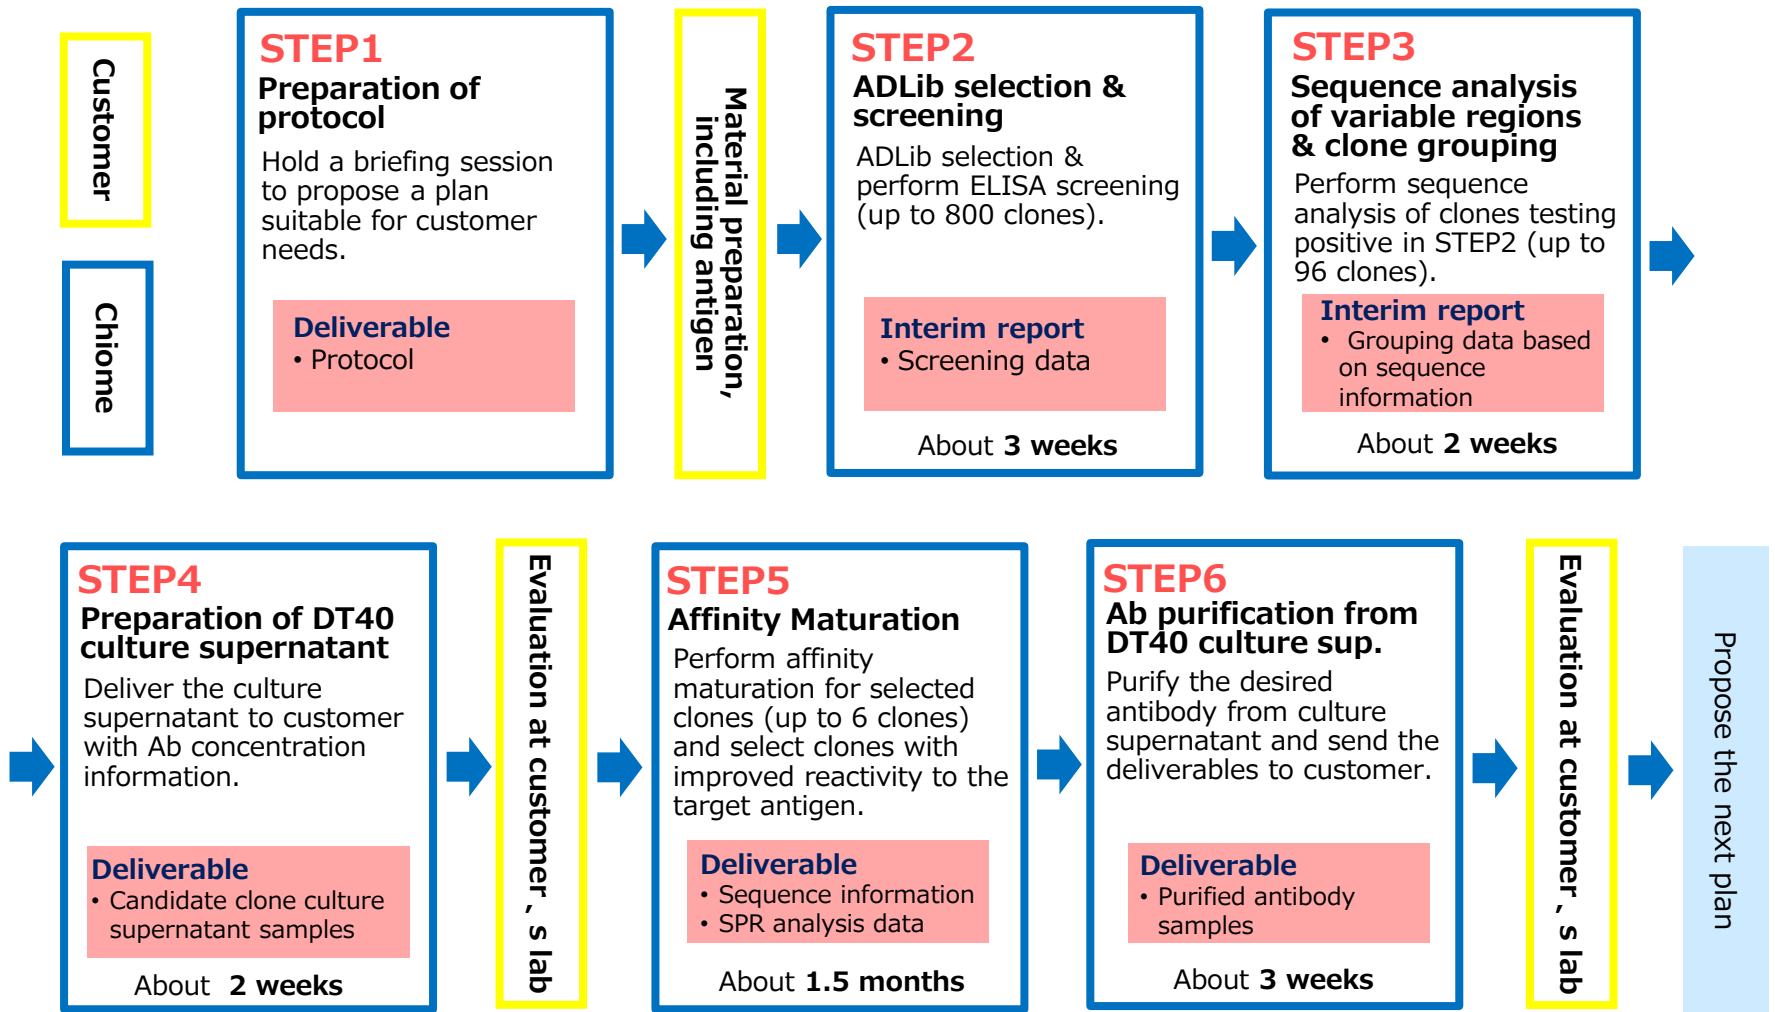 Customer
Chiome
STEP1
Preparation of
protocol
Hold a briefing session
to propose a plan
suitable for customer
needs.
Deliverable
• Protocol
Material preparation,
including antigen
STEP2
ADLib selection &
screening
ADLib selection &
perform ELISA screening
(up to 800 clones).
Interim report
• Screening data
About 3 weeks
STEP3
Sequence analysis
of variable regions
& clone grouping
Perform sequence
analysis of clones testing
positive in STEP2 (up to
96 clones).
Interim report
• Grouping data based
on sequence
information
About 2 weeks
STEP4
Preparation of DT40
culture supernatant
Deliver the culture
supernatant to customer
with Ab concentration
information.
Deliverable
• Candidate clone culture
supernatant samples
About 2 weeks
Evaluation at customer’s lab
STEP5
Affinity Maturation
Perform affinity
maturation for selected
clones (up to 6 clones)
and select clones with
improved reactivity to the
target antigen.
Deliverable
• Sequence information
• SPR analysis data
About 1.5 months
STEP6
Ab purification from
DT40 culture sup.
Purify the desired
antibody from culture
supernatant and send the
deliverables to customer.
Deliverable
• Purified antibody
samples
About 3 weeks
Evaluation at customer’s lab
Propose the next plan